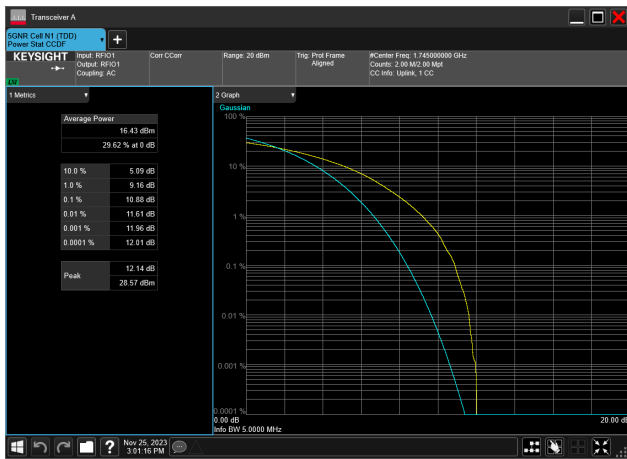 Transceiver A
5GNR Cell N1 (TDD)
Power Stat CCDF
KEYSIGHT
Input: RFIO1
Output: RFIO1
Coupling: AC
Corr CCorr
Range: 20 dBm
Trig: Prot Frame
Aligned
#Center Freq: 1.745000000 GHz
Counts: 2.00 M/2.00 Mpt
CC Info: Uplink, 1 CC
1 Metrics
Average Power
16.43 dBm
29.62 % at 0 dB
10.0 % 5.09 dB
1.0 % 9.16 dB
0.1 % 10.88 dB
0.01 % 11.61 dB
0.001 % 11.96 dB
0.0001 % 12.01 dB
Peak
12.14 dB
28.57 dBm
2 Graph
Gaussian
100 %
10 %
1 %
0.1 %
0.01 %
0.001 %
0.0001 %
0.00 dB
20.00 dB
Info BW 5.0000 MHz
Nov 25, 2023
3:01:16 PM